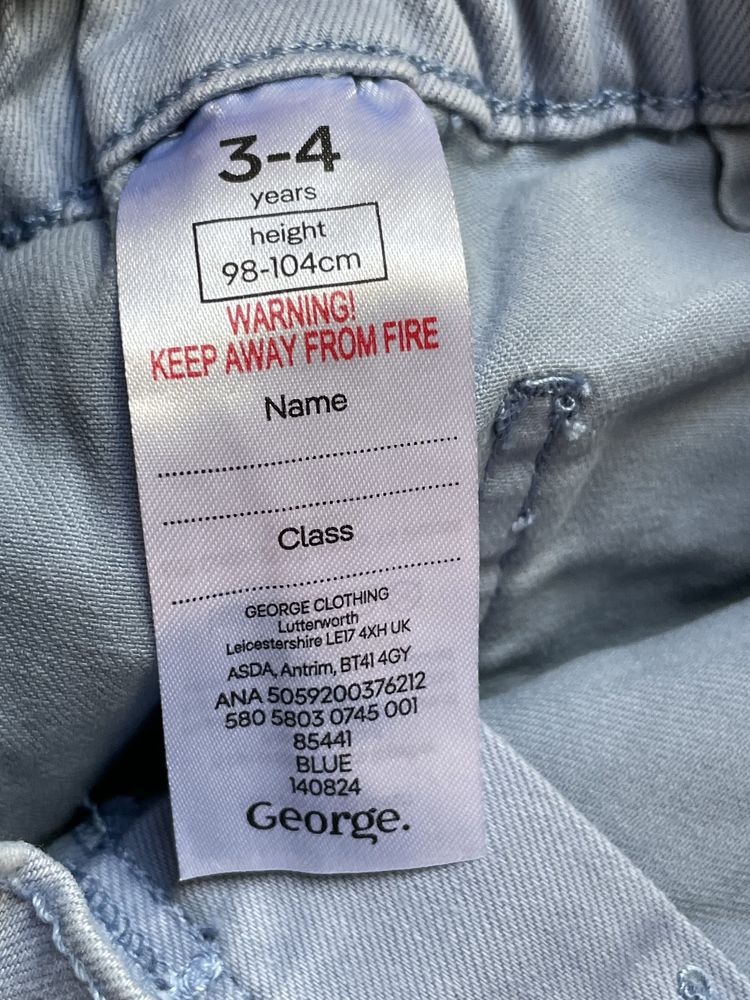 3-4
years
height
98-104cm
WARNING!
KEEP AWAY FROM FIRE
Name
Class
GEORGE CLOTHING
Lutterworth
Leicestershire LE17 4XH UK
ASDA, Antrim, BT41 4GY
ANA 5059200376212
580 5803 0745 001
85441
BLUE
140824
George.